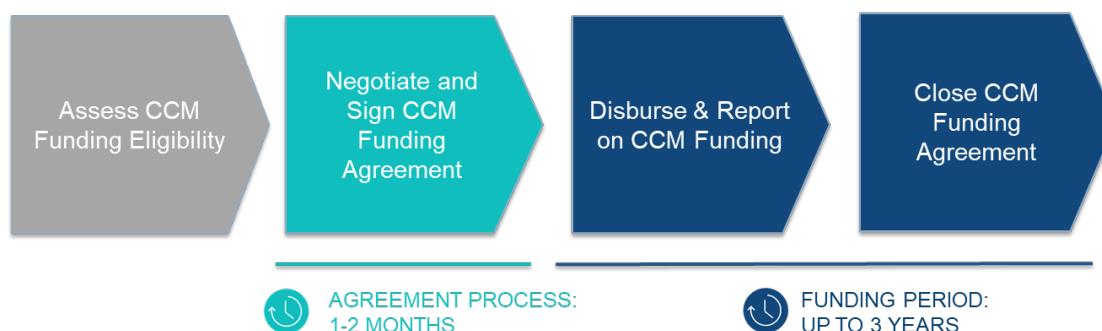 Assess CCM
Funding Eligibility
Negotiate and
Sign CCM
Funding
Agreement
Disburse & Report
on CCM Funding
Close CCM
Funding
Agreement
AGREEMENT PROCESS:
1-2 MONTHS
FUNDING PERIOD:
UP TO 3 YEARS